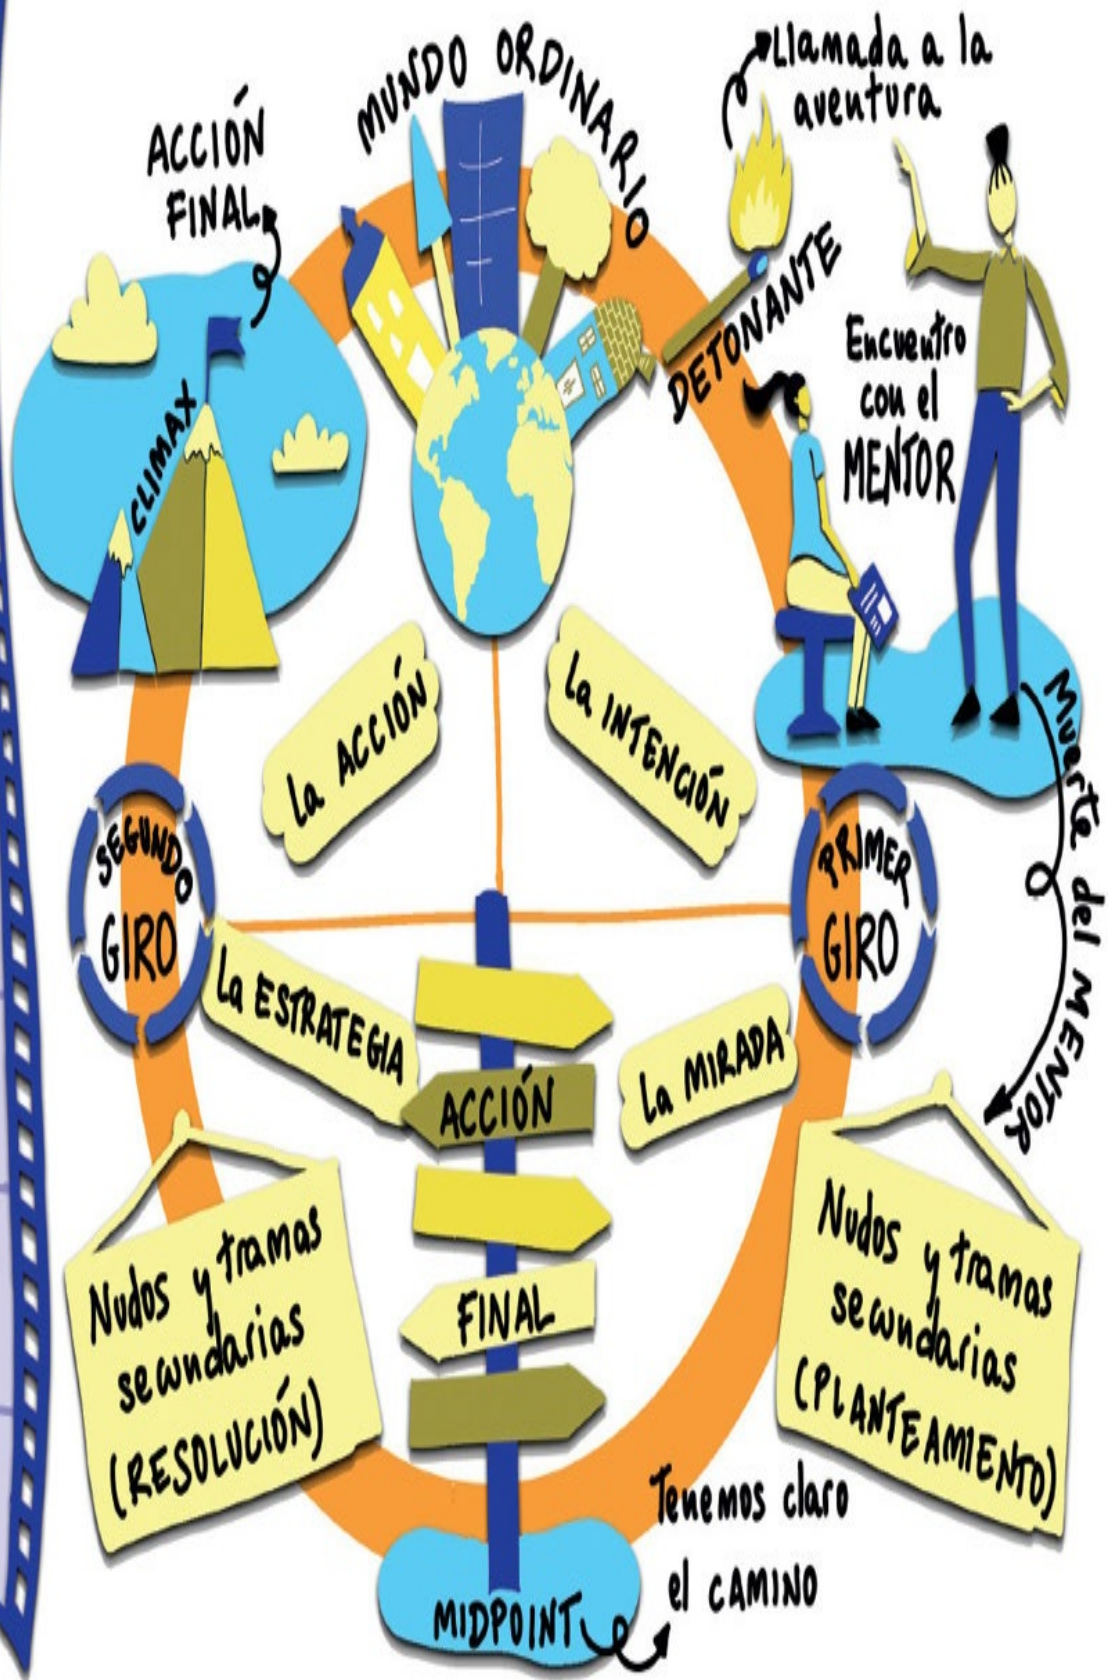 MUNDO ORDINARIO
Llamada a la
aventura
DETONANTE
Encuentro
con el
MENTOR
Muerte del MENTOR
La INTENCIÓN
PRIMER
GIRO
La MIRADA
Nudos y tramas
secundarias
(PLANTEAMIENTO)
Tenemos claro
el CAMINO
MIDPOINT
ACCIÓN
FINAL
Nudos y tramas
secundarias
(RESOLUCIÓN)
La ESTRATEGIA
SEGUNDO
GIRO
La ACCIÓN
CLIMAX
ACCIÓN
FINAL